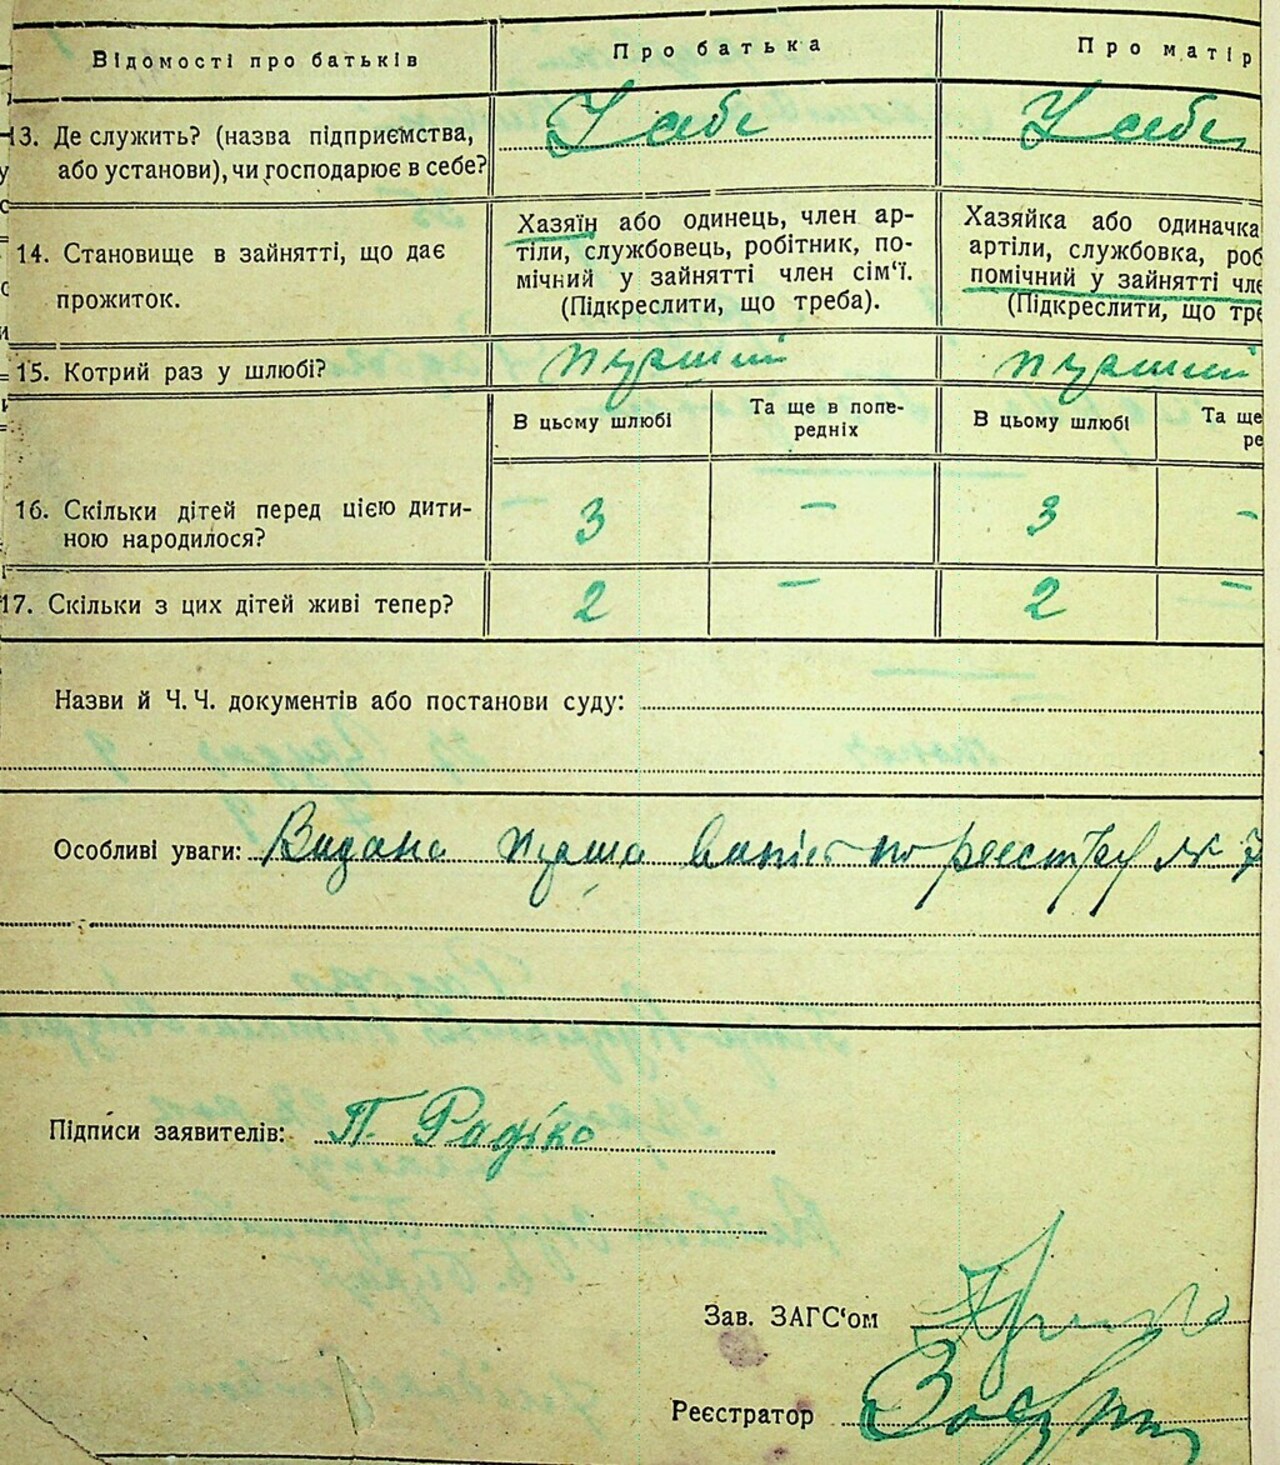 Відомості про батьків Про батька Про матір
13. Де служить? (назва підприємства, або установи), чи господарює в себе? У себе У себе
14. Становище в зайнятті, що дає прожиток.
Хазяїн або одинець, член ар-
тіли, службовець, робітник, по-
мічний у зайнятті член сім‘ї.
(Підкреслити, що треба).
Хазяйка або одиначка
артіли, службовка, роб
помічний у зайнятті чле
(Підкреслити, що тре
15. Котрий раз у шлюбі? перший перший
В цьому шлюбі Та ще в попе-
редніх В цьому шлюбі Та ще
ре
16. Скільки дітей перед цією дити-
ною народилося? 3 – 3 –
17. Скільки з цих дітей живі тепер? 2 – 2 –
Назви й Ч. Ч. документів або постанови суду:
Особливі уваги: Видана перша випис по реєстру № 7
Підписи заявителів: П. Радіко
Зав. ЗАГС‘ом
Реєстратор